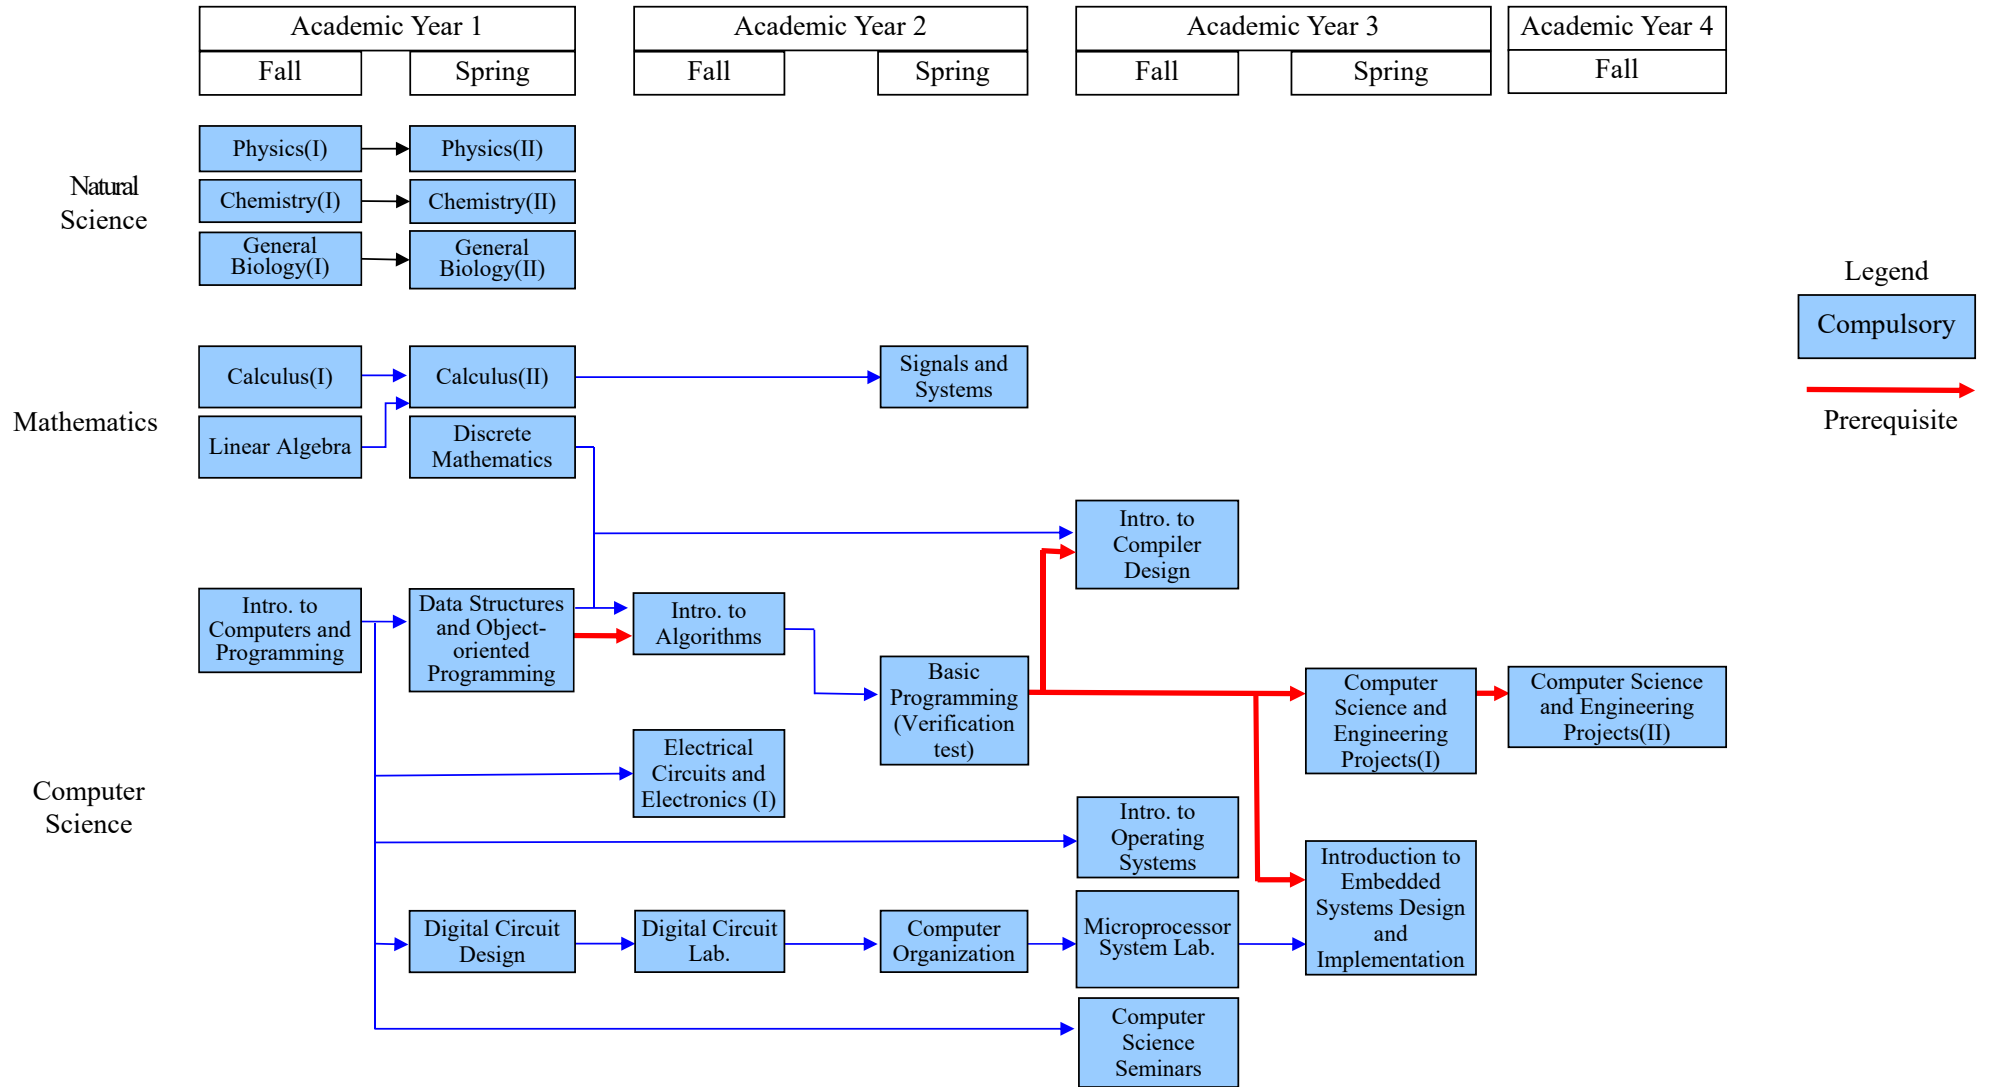 Academic Year 1
Academic Year 2
Academic Year 3
Academic Year 4
Fall
Spring
Fall
Spring
Fall
Spring
Fall
Natural
Science
Physics(I)
Physics(II)
Chemistry(I)
Chemistry(II)
General
Biology(I)
General
Biology(II)
Legend
Compulsory
Prerequisite
Mathematics
Calculus(I)
Calculus(II)
Signals and
Systems
Linear Algebra
Discrete
Mathematics
Intro. to
Compiler
Design
Computer
Science
Intro. to
Computers and
Programming
Data Structures
and Object-
oriented
Programming
Intro. to
Algorithms
Basic
Programming
(Verification
test)
Computer
Science and
Engineering
Projects(I)
Computer Science
and Engineering
Projects(II)
Electrical
Circuits and
Electronics (I)
Intro. to
Operating
Systems
Introduction to
Embedded
Systems Design
and
Implementation
Digital Circuit
Design
Digital Circuit
Lab.
Computer
Organization
Microprocessor
System Lab.
Computer
Science
Seminars